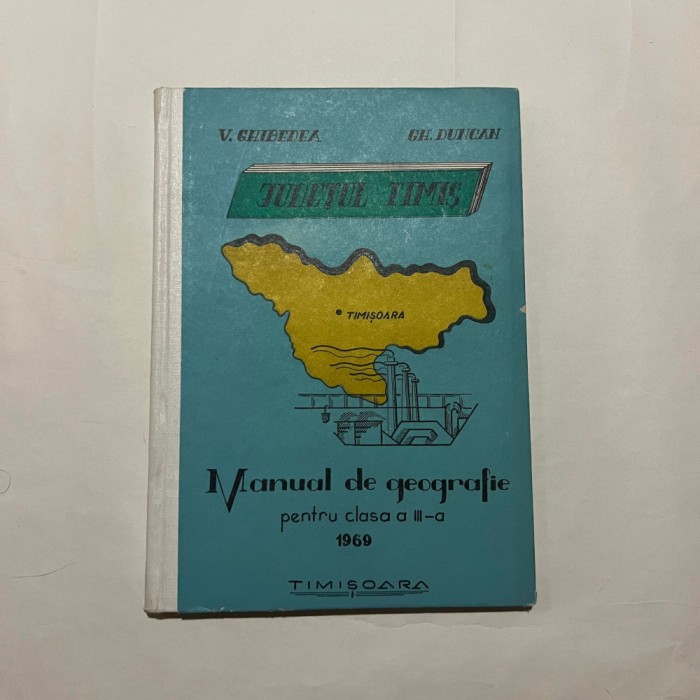 V. GHIBEDEA GH. DUNCAN
JUDEȚUL TIMIȘ
TIMIȘOARA
Manual de geografie
pentru clasa a III-a
1969
TIMIȘOARA